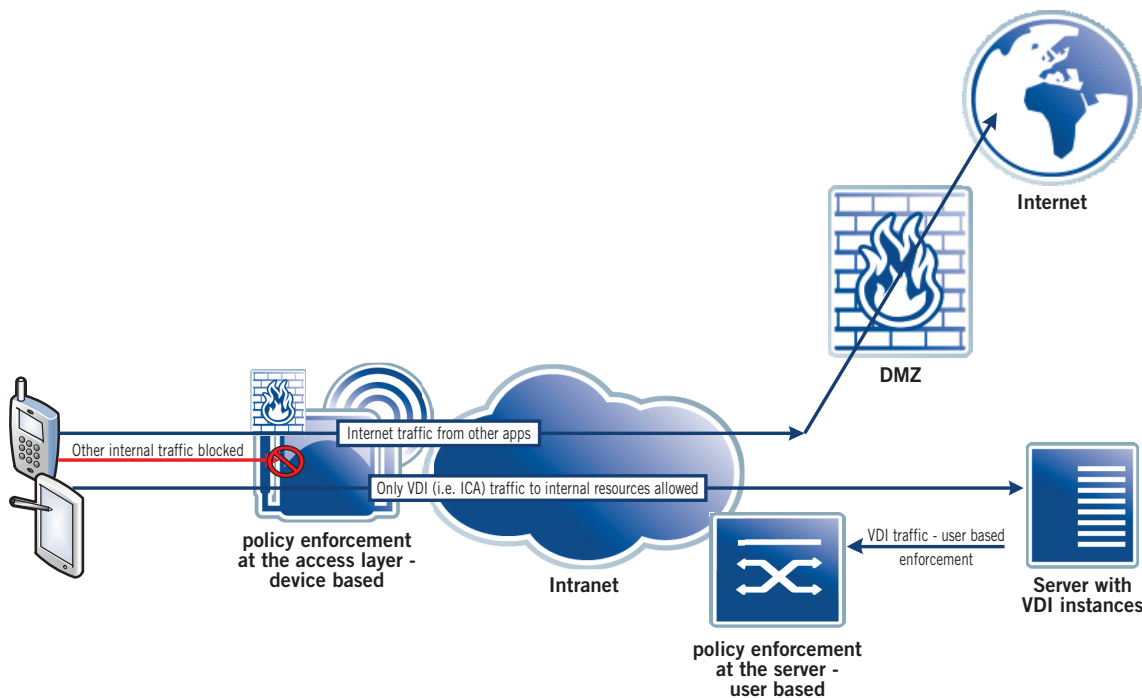 Internet
DMZ
Internet traffic from other apps
Other internal traffic blocked
Only VDI (i.e. ICA) traffic to internal resources allowed
policy enforcement
at the access layer -
device based
Intranet
VDI traffic - user based
enforcement
Server with
VDI instances
policy enforcement
at the server -
user based